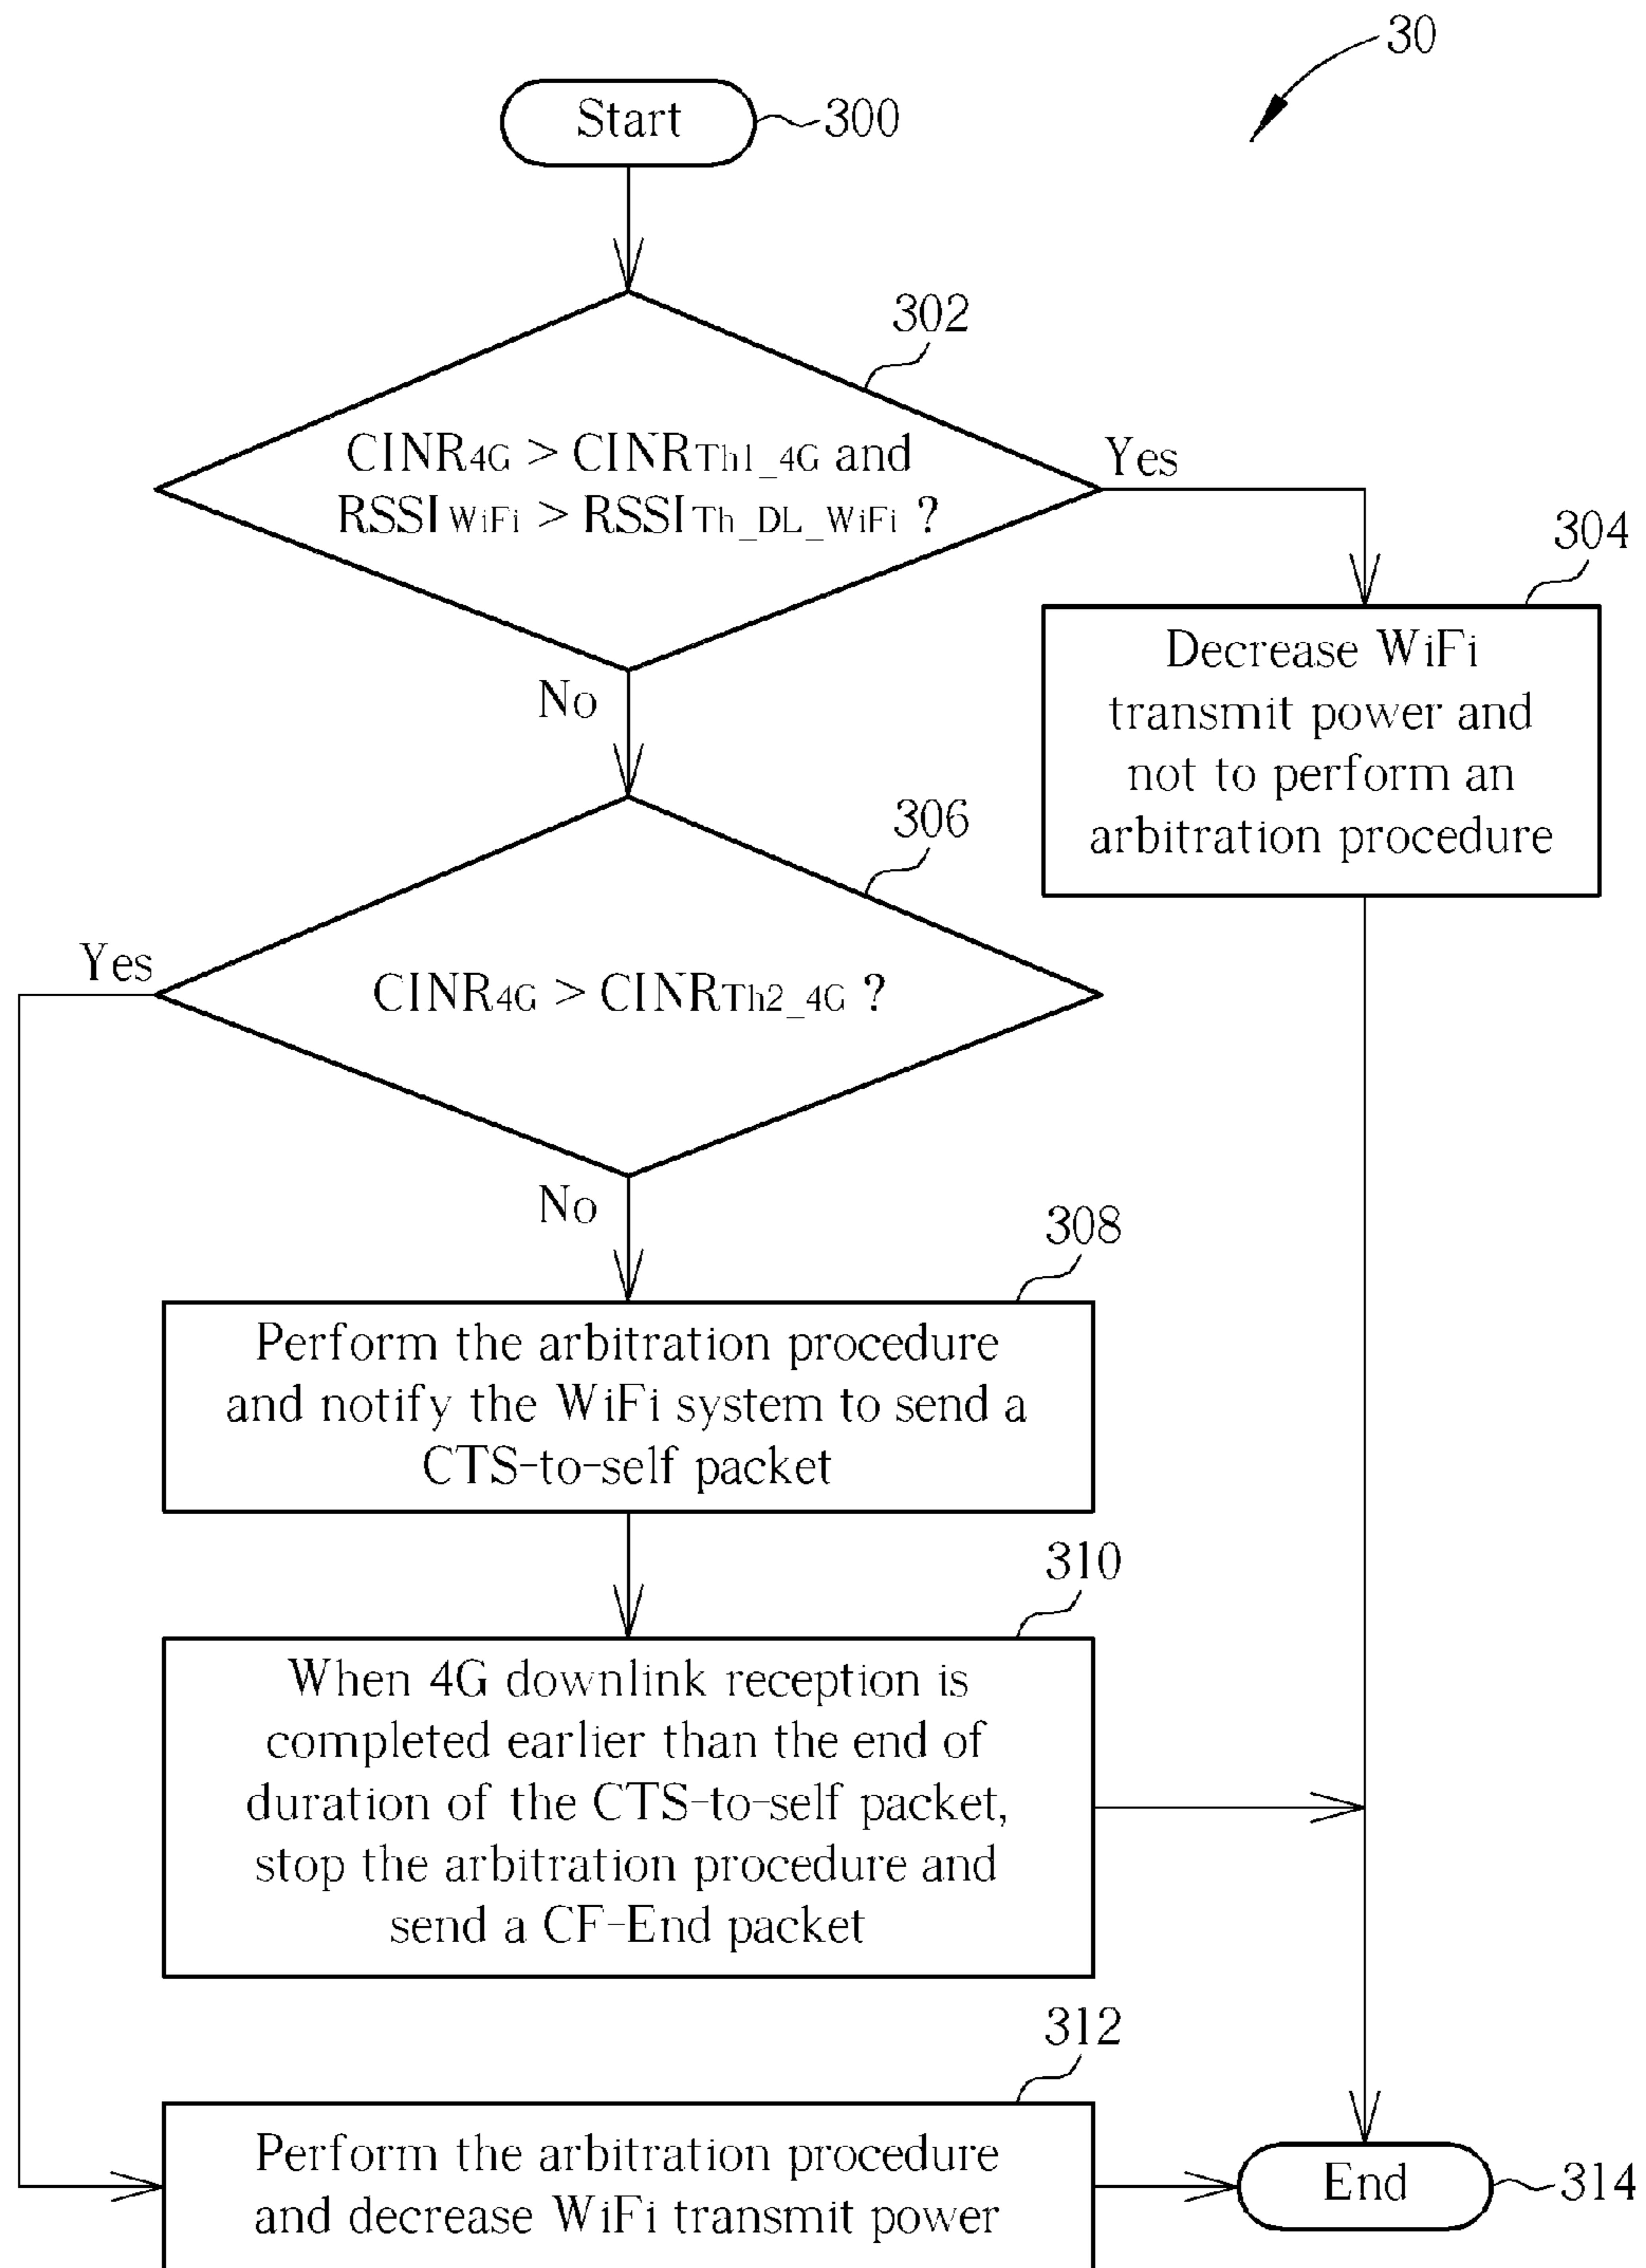 30
Start
300
302
CINR4G > CINRTh1_4G and
RSSIWiFi > RSSITh_DL_WiFi ?
Yes
304
Decrease WiFi
transmit power and
not to perform an
arbitration procedure
No
306
Yes
CINR4G > CINRTh2_4G ?
No
308
Perform the arbitration procedure
and notify the WiFi system to send a
CTS-to-self packet
310
When 4G downlink reception is
completed earlier than the end of
duration of the CTS-to-self packet,
stop the arbitration procedure and
send a CF-End packet
312
Perform the arbitration procedure
and decrease WiFi transmit power
End
314